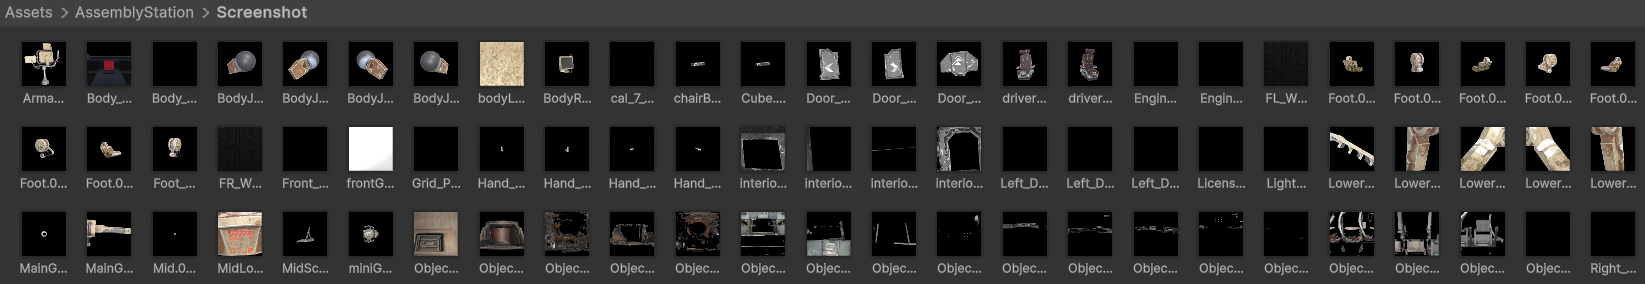 Assets > AssemblyStation > Screenshot
Arma... Body_... Body_... BodyJ... BodyJ... BodyJ... BodyJ... bodyL... BodyR... cal_7_... chairB... Cube.... Door_... Door_... Door_... driver... driver... Engin... Engin... FL_W... Foot.0... Foot.0... Foot.0... Foot.0... Foot.0...
Foot.0... Foot.0... Foot_... FR_W... Front_... frontG... Grid_P... Hand_... Hand_... Hand_... Hand_... interio... interio... interio... interio... Left_D... Left_D... Left_D... Licens... Light... Lower... Lower... Lower... Lower... Lower...
MainG... MainG... Mid.0... MidLo... MidSc... miniG... Objec... Objec... Objec... Objec... Objec... Objec... Objec... Objec... Objec... Objec... Objec... Objec... Objec... Objec... Objec... Objec... Objec... Objec... Right_...